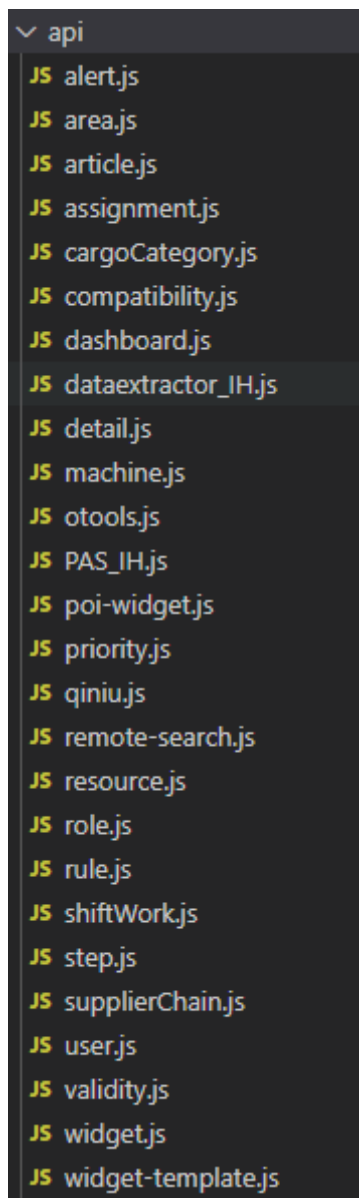 api
JS alert.js
JS area.js
JS article.js
JS assignment.js
JS cargoCategory.js
JS compatibility.js
JS dashboard.js
JS dataextractor_IH.js
JS detail.js
JS machine.js
JS otools.js
JS PAS_IH.js
JS poi-widget.js
JS priority.js
JS qiniu.js
JS remote-search.js
JS resource.js
JS role.js
JS rule.js
JS shiftWork.js
JS step.js
JS supplierChain.js
JS user.js
JS validity.js
JS widget.js
JS widget-template.js